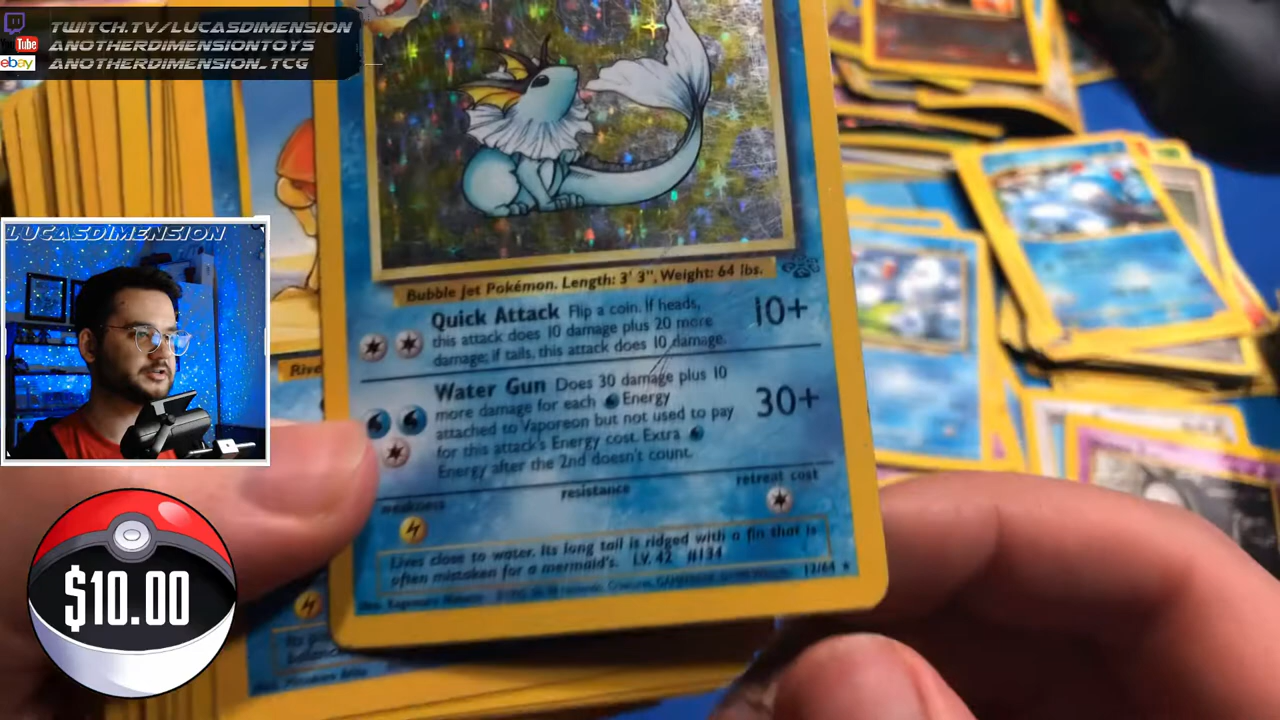 TWITCH.TV/LUCASDIMENSION
YouTube
ANOTHERDIMENSIONTOYS
ebay
ANOTHERDIMENSION_TCG
LUCASDIMENSION
$10.00
Bubble Jet Pokémon. Length: 3' 3", Weight: 64 lbs.
Quick Attack Flip a coin. If heads,
this attack does 10 damage plus 20 more
damage; if tails, this attack does 10 damage.
10+
Water Gun Does 30 damage plus 10
more damage for each Energy
attached to Vaporeon but not used to pay
for this attack's Energy cost. Extra
Energy after the 2nd doesn't count.
30+
weakness
resistance
retreat cost
Lives close to water. Its long tail is ridged with a fin that is
often mistaken for a mermaid's. LV. 42 #134
12/64 ★